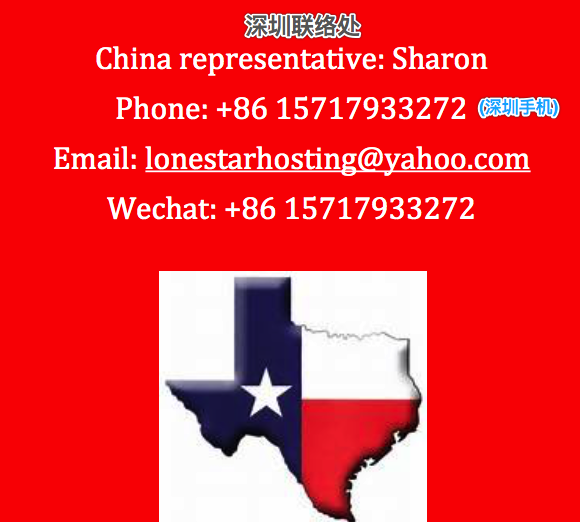 深圳联络处
China representative: Sharon
Phone: +86 15717933272 (深圳手机)
Email: lonestarhosting@yahoo.com
Wechat: +86 15717933272